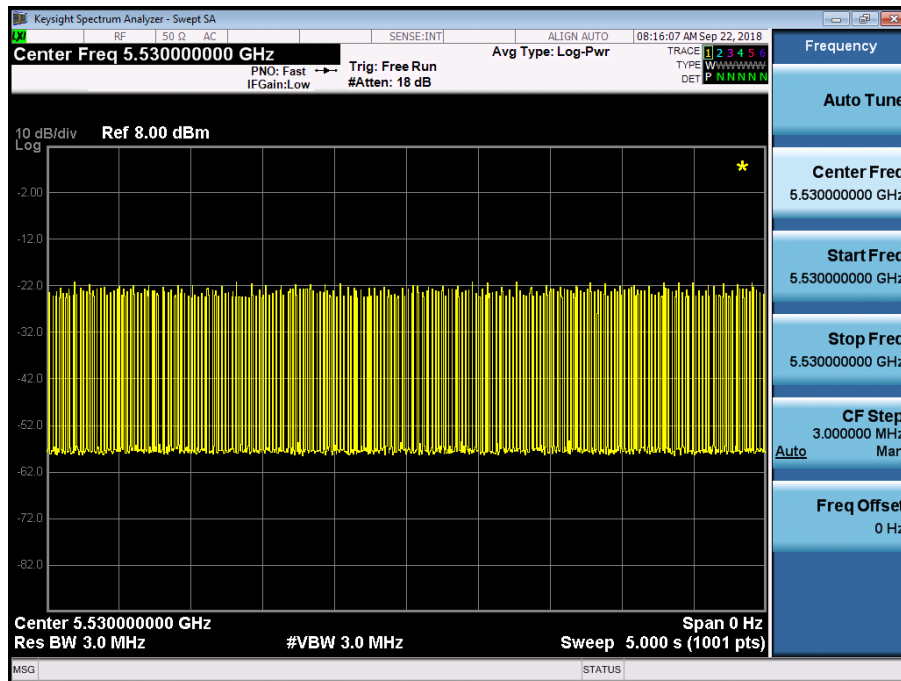 Keysight Spectrum Analyzer - Swept SA
LXI RF 50 Ω AC SENSE:INT ALIGN AUTO 08:16:07 AM Sep 22, 2018
Center Freq 5.530000000 GHz
PNO: Fast
IFGain:Low
Trig: Free Run
#Atten: 18 dB
Avg Type: Log-Pwr
TRACE 1 2 3 4 5 6
TYPE WWWWWW
DET P N N N N N
10 dB/div Ref 8.00 dBm
Log
-2.00
-12.0
-22.0
-32.0
-42.0
-52.0
-62.0
-72.0
-82.0
*
Center 5.530000000 GHz Span 0 Hz
Res BW 3.0 MHz #VBW 3.0 MHz Sweep 5.000 s (1001 pts)
MSG STATUS
Frequency
Auto Tune
Center Freq
5.530000000 GHz
Start Freq
5.530000000 GHz
Stop Freq
5.530000000 GHz
CF Step
3.000000 MHz
Auto Man
Freq Offset
0 Hz